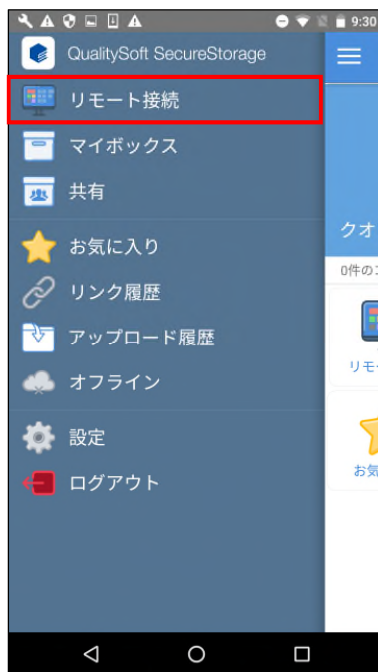 9:30
QualitySoft SecureStorage
リモート接続
マイボックス
共有
お気に入り
リンク履歴
アップロード履歴
オフライン
設定
ログアウト
クオ
0件の
リモ
お気